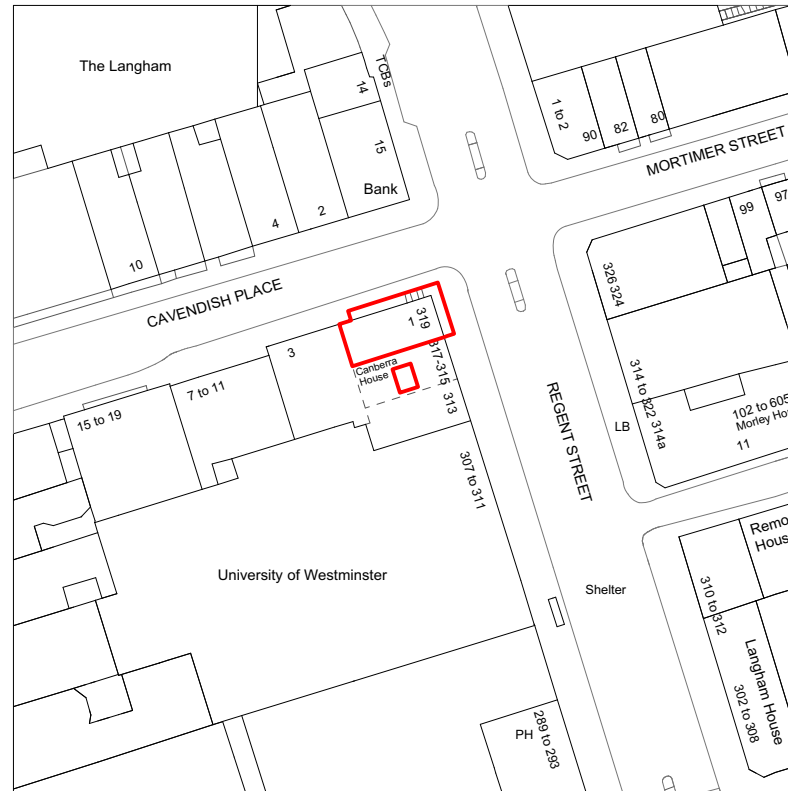 The Langham
TCBs
14
15
Bank
2
4
10
1 to 2
90
82
80
MORTIMER STREET
99
97
326 324
CAVENDISH PLACE
319
1
317-315
313
3
Canberra
House
7 to 11
15 to 19
307 to 311
REGENT STREET
314 to 322
314a
LB
102 to 605
Morley Ho
11
University of Westminster
Shelter
Remo
Hous
310 to 312
Langham House
302 to 308
PH
289 to 293